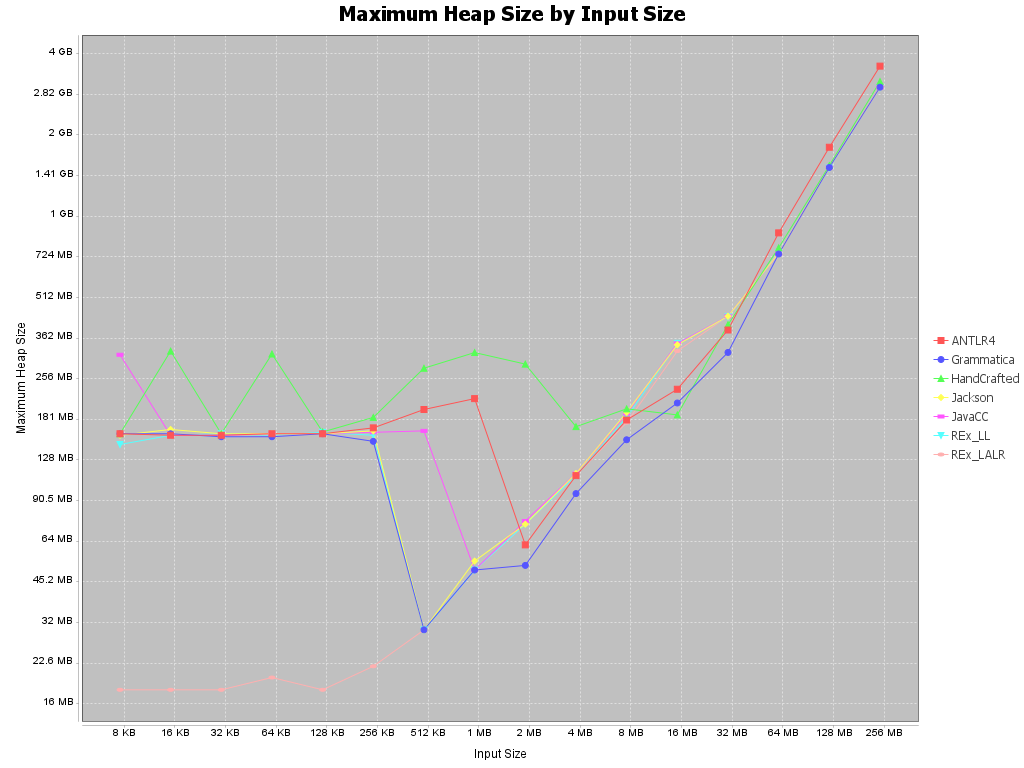 Maximum Heap Size by Input Size
4 GB
2.82 GB
2 GB
1.41 GB
1 GB
724 MB
512 MB
362 MB
256 MB
181 MB
128 MB
90.5 MB
64 MB
45.2 MB
32 MB
22.6 MB
16 MB
Maximum Heap Size
8 KB 16 KB 32 KB 64 KB 128 KB 256 KB 512 KB 1 MB 2 MB 4 MB 8 MB 16 MB 32 MB 64 MB 128 MB 256 MB
Input Size
ANTLR4
Grammatica
HandCrafted
Jackson
JavaCC
REx_LL
REx_LALR